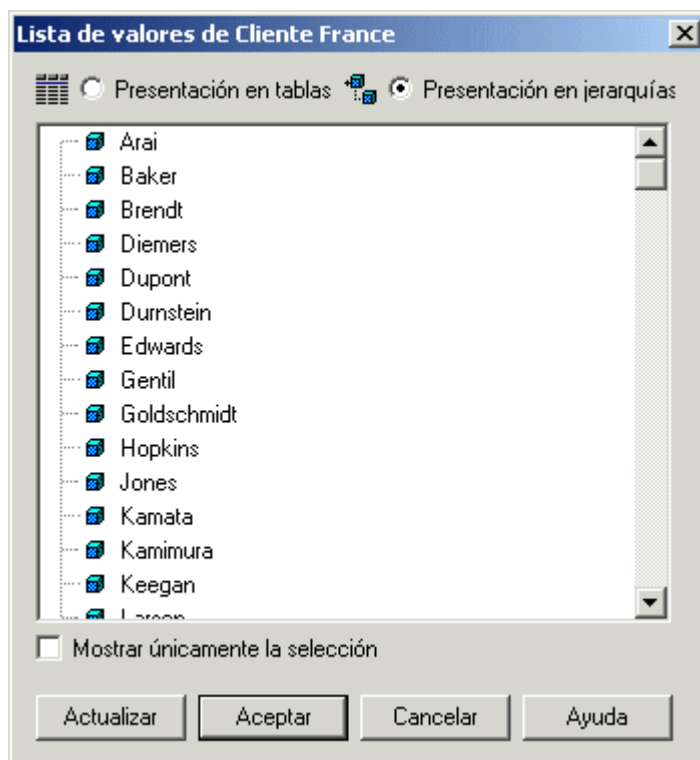 Lista de valores de Cliente France
Presentación en tablas Presentación en jerarquías
Arai
Baker
Brendt
Diemers
Dupont
Durnstein
Edwards
Gentil
Goldschmidt
Hopkins
Jones
Kamata
Kamimura
Keegan
Mostrar únicamente la selección
Actualizar Aceptar Cancelar Ayuda